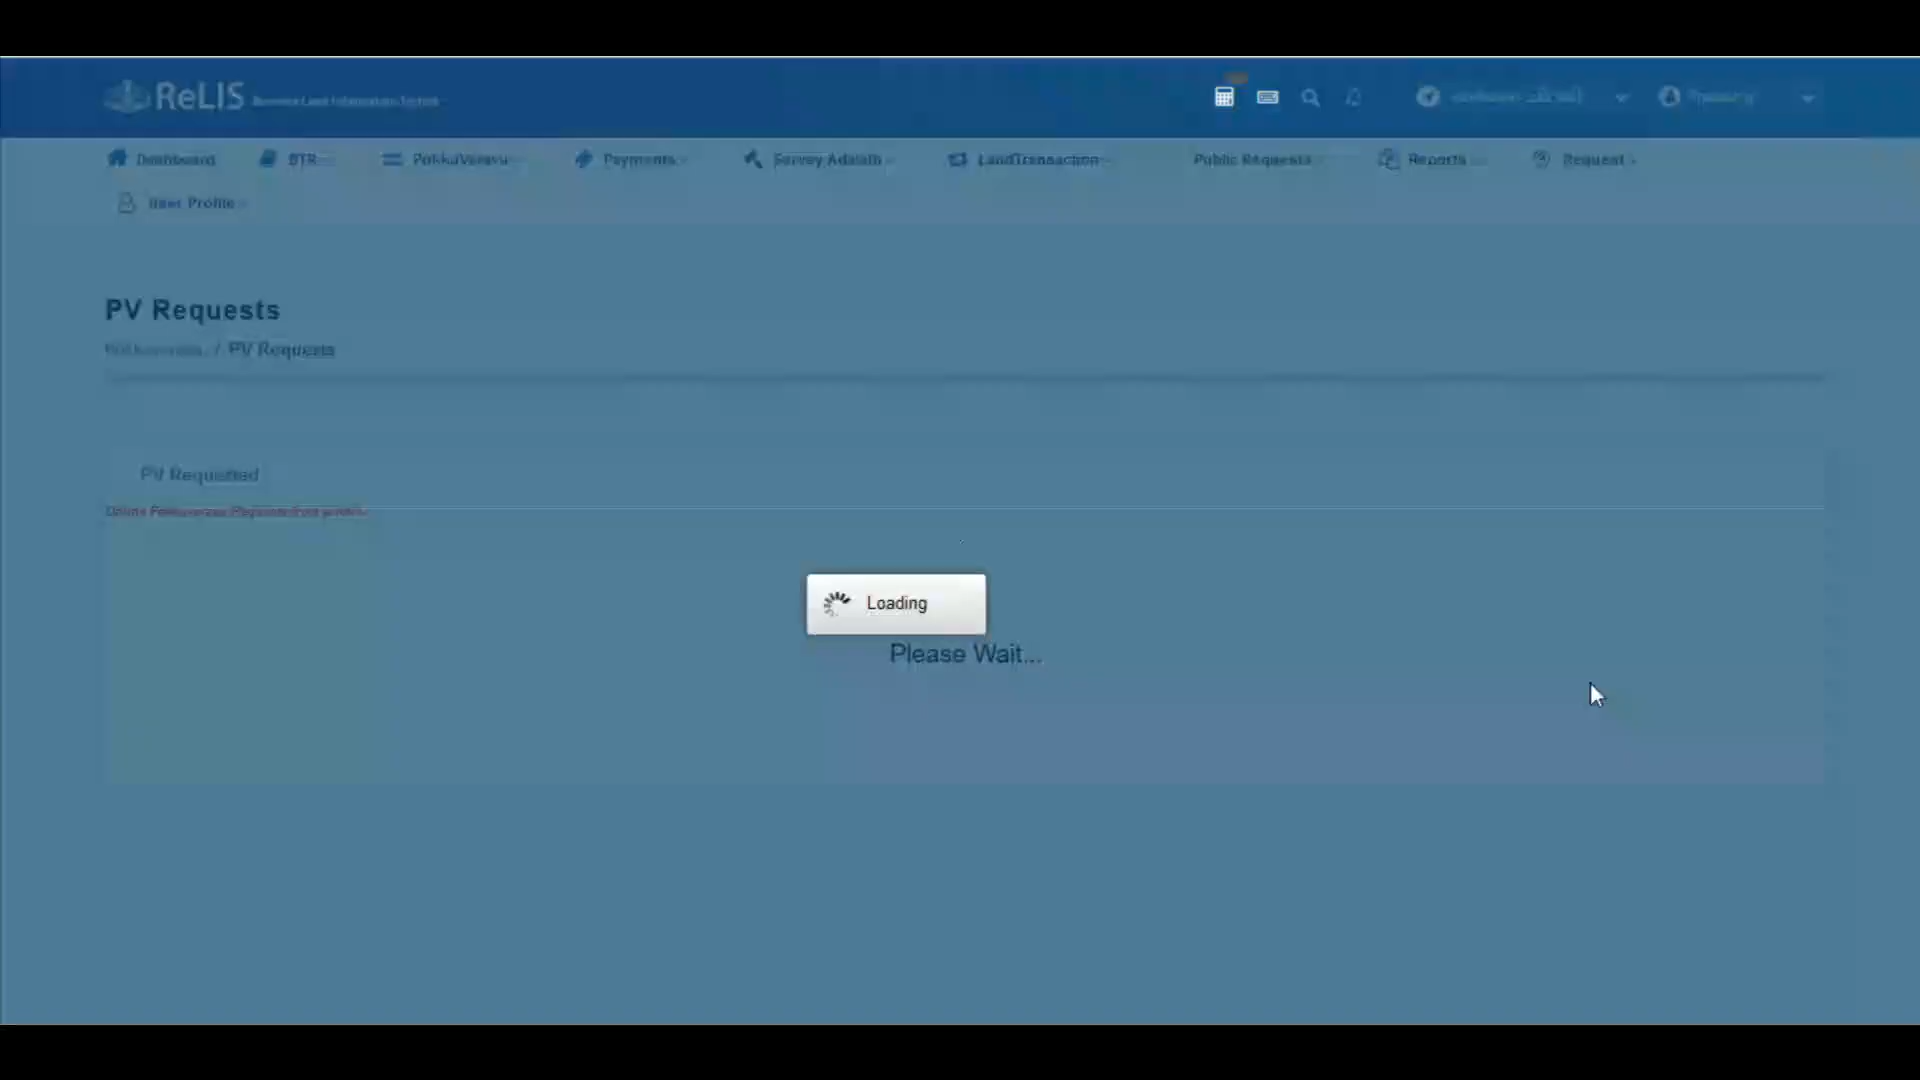 ReLIS
Dashboard BTR PokkuVaravu Payments Survey Adalath LandTransaction Public Requests Reports Request
User Profile
PV Requests
/ PV Requests
PV Requested
Loading
Please Wait...